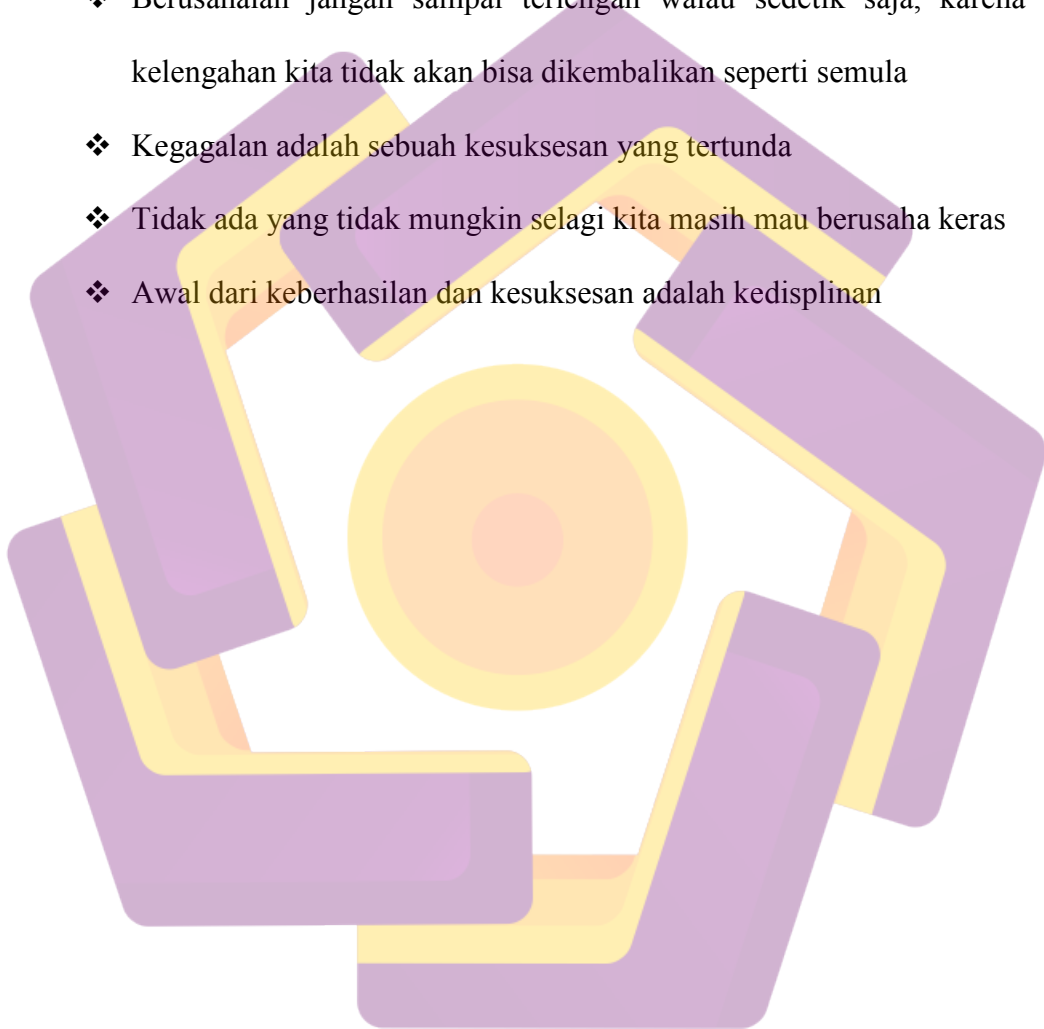 ❖ Berusahalah jangan sampai terlengah walau sedetik saja, karena
kelengahan kita tidak akan bisa dikembalikan seperti semula
❖ Kegagalan adalah sebuah kesuksesan yang tertunda
❖ Tidak ada yang tidak mungkin selagi kita masih mau berusaha keras
❖ Awal dari keberhasilan dan kesuksesan adalah kedisplinan